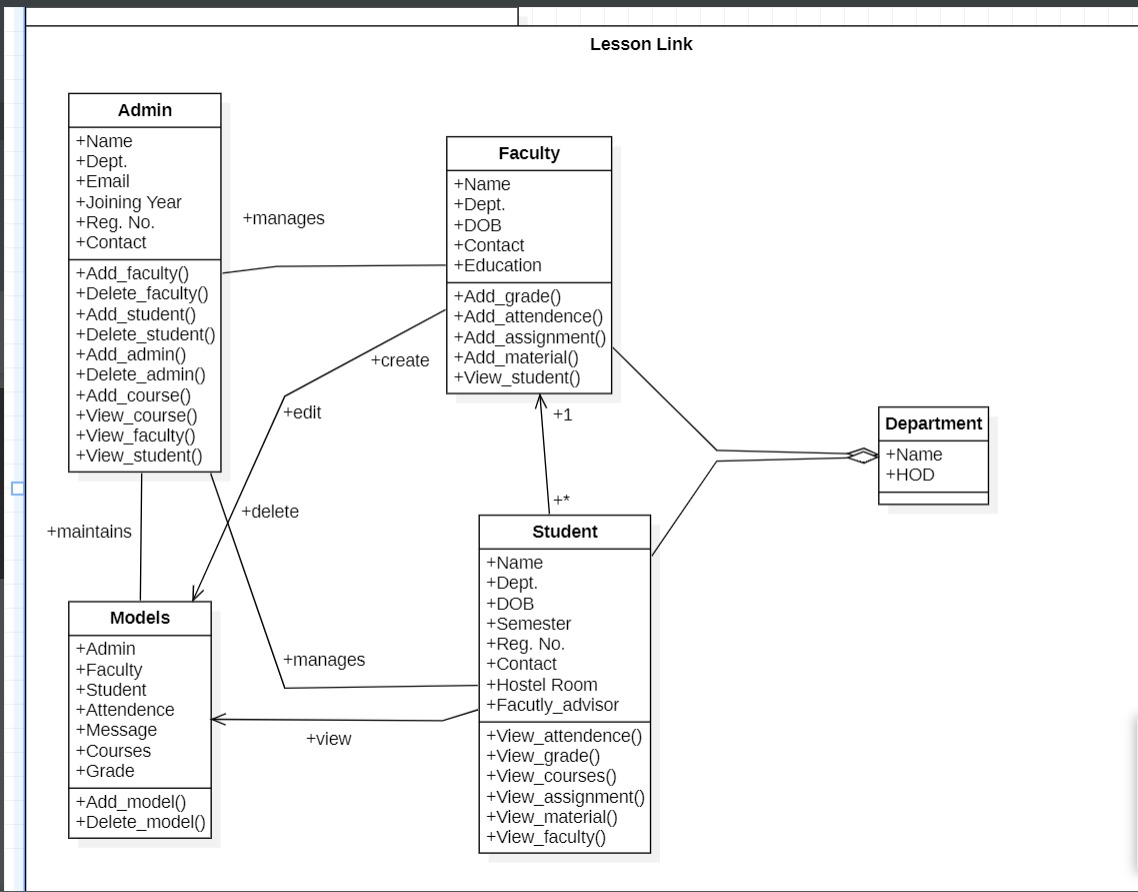 Lesson Link
Admin
+Name
+Dept.
+Email
+Joining Year
+Reg. No.
+Contact
+Add_faculty()
+Delete_faculty()
+Add_student()
+Delete_student()
+Add_admin()
+Delete_admin()
+Add_course()
+View_course()
+View_faculty()
+View_student()
+manages
Faculty
+Name
+Dept.
+DOB
+Contact
+Education
+Add_grade()
+Add_attendence()
+Add_assignment()
+Add_material()
+View_student()
+create
+edit
+delete
+1
+*
Department
+Name
+HOD
+maintains
Models
+Admin
+Faculty
+Student
+Attendence
+Message
+Courses
+Grade
+Add_model()
+Delete_model()
+manages
+view
Student
+Name
+Dept.
+DOB
+Semester
+Reg. No.
+Contact
+Hostel Room
+Facutly_advisor
+View_attendence()
+View_grade()
+View_courses()
+View_assignment()
+View_material()
+View_faculty()